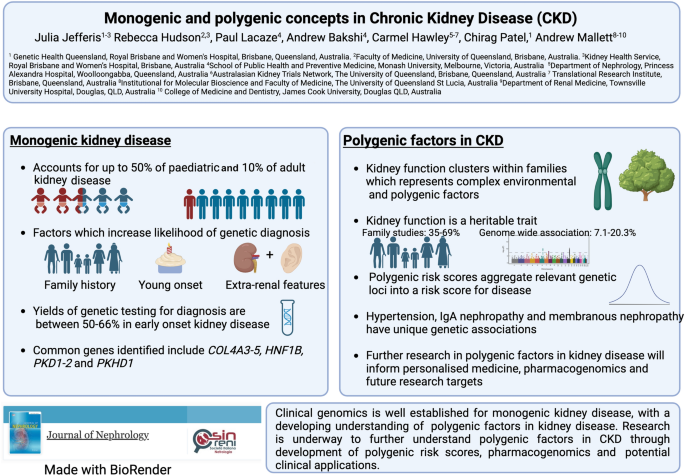 Monogenic and polygenic concepts in Chronic Kidney Disease (CKD)
Julia Jefferis1-3 Rebecca Hudson2,3, Paul Lacaze4, Andrew Bakshi4, Carmel Hawley5-7, Chirag Patel,1 Andrew Mallett8-10
1 Genetic Health Queensland, Royal Brisbane and Women's Hospital, Brisbane, Australia. 2Faculty of Medicine, University of Queensland, Brisbane, Australia. 3Kidney Health Service,
Royal Brisbane and Women's Hospital, Brisbane, Australia 4School of Public Health and Preventive Medicine, Monash University, Melbourne, Victoria, Australia 5Department of Nephrology, Princess
Alexandra Hospital, Woolloongabba, Queensland, Australia 6Australasian Kidney Trials Network, The University of Queensland, Brisbane, Queensland, Australia 7 Translational Research Institute,
Brisbane, Queensland, Australia 8Institutional for Molecular Bioscience and Faculty of Medicine, The University of Queensland St Lucia, Australia 9Department of Renal Medicine, Townsville
University Hospital, Douglas, QLD, Australia 10 College of Medicine and Dentistry, James Cook University, Douglas QLD, Australia
Monogenic kidney disease
• Accounts for up to 50% of paediatric and 10% of adult
kidney disease
• Factors which increase likelihood of genetic diagnosis
+
Family history Young onset Extra-renal features
• Yields of genetic testing for diagnosis are
between 50-66% in early onset kidney disease
• Common genes identified include COL4A3-5, HNF1B,
PKD1-2 and PKHD1
Polygenic factors in CKD
• Kidney function clusters within families
which represents complex environmental
and polygenic factors
• Kidney function is a heritable trait
Family studies: 35-69% Genome wide association: 7.1-20.3%
• Polygenic risk scores aggregate relevant genetic
loci into a risk score for disease
• Hypertension, IgA nephropathy and membranous nephropathy
have unique genetic associations
• Further research in polygenic factors in kidney disease will
inform personalised medicine, pharmacogenomics and
future research targets
Journal of Nephrology
sin
reni
Società Italiana
Nefrologia
Made with BioRender
Clinical genomics is well established for monogenic kidney disease, with a
developing understanding of polygenic factors in kidney disease. Research
is underway to further understand polygenic factors in CKD through
development of polygenic risk scores, pharmacogenomics and potential
clinical applications.